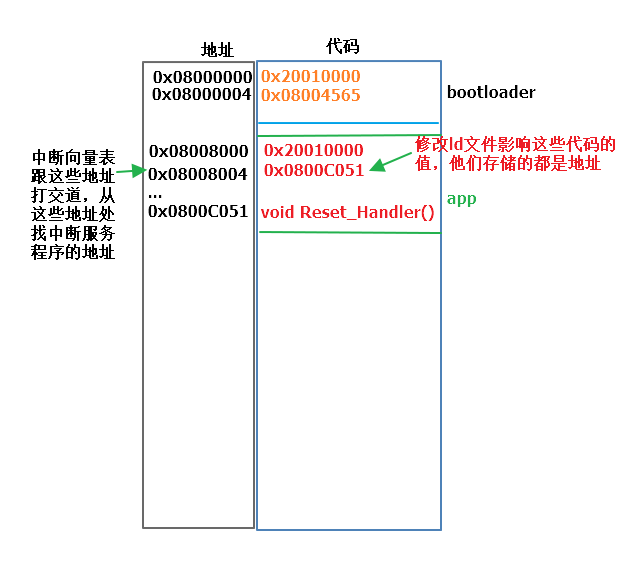 地址
代码
0x08000000 0x20010000
0x08000004 0x08004565
bootloader
中断向量表
跟这些地址
打交道，从
这些地址处
找中断服务
程序的地址
0x08008000 0x20010000
0x08008004 0x0800C051
...
0x0800C051 void Reset_Handler()
修改ld文件影响这些代码的
值，他们存储的都是地址
app